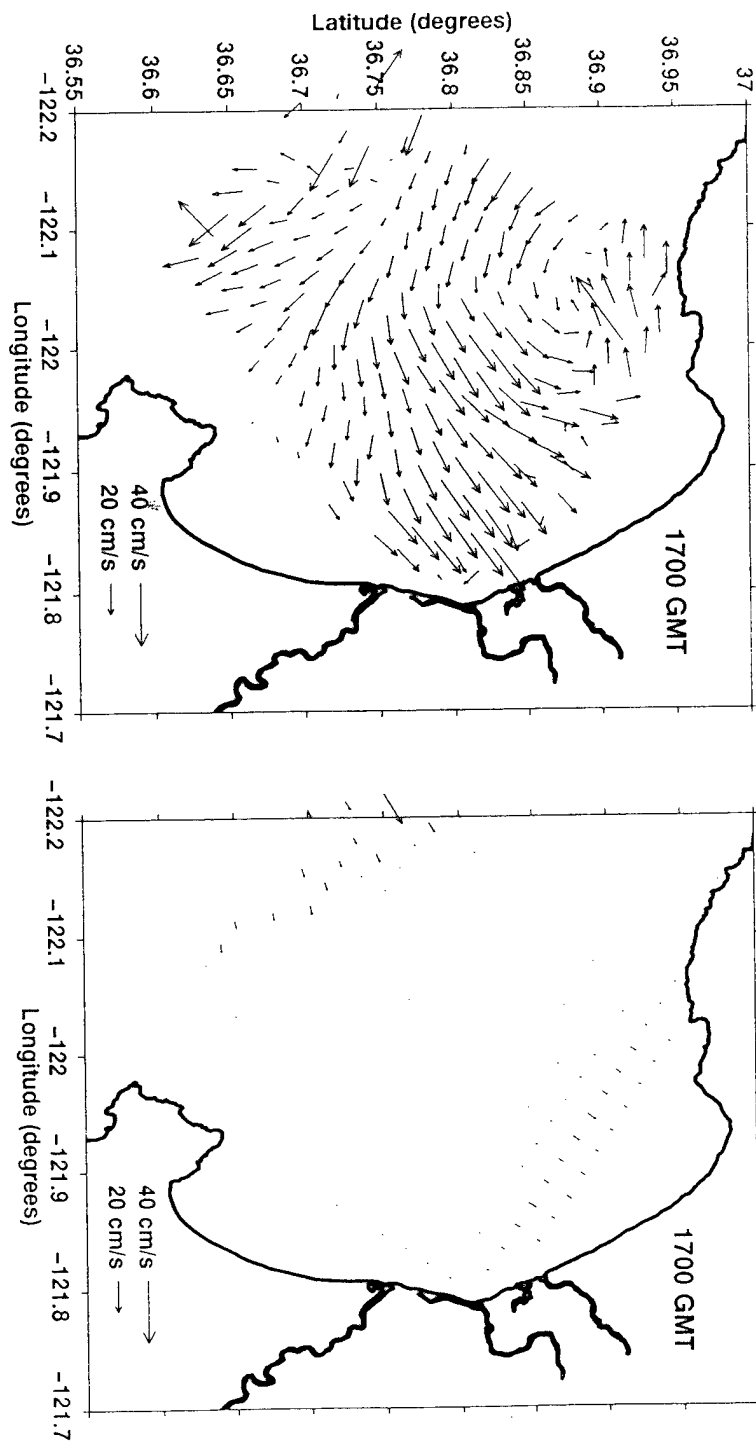 Latitude (degrees)
37
36.95
36.9
36.85
36.8
36.75
36.7
36.65
36.6
36.55
-122.2
-122.1
-122
-121.9
-121.8
-121.7
Longitude (degrees)
1700 GMT
40 cm/s
20 cm/s
-122.2
-122.1
-122
-121.9
-121.8
-121.7
Longitude (degrees)
1700 GMT
40 cm/s
20 cm/s